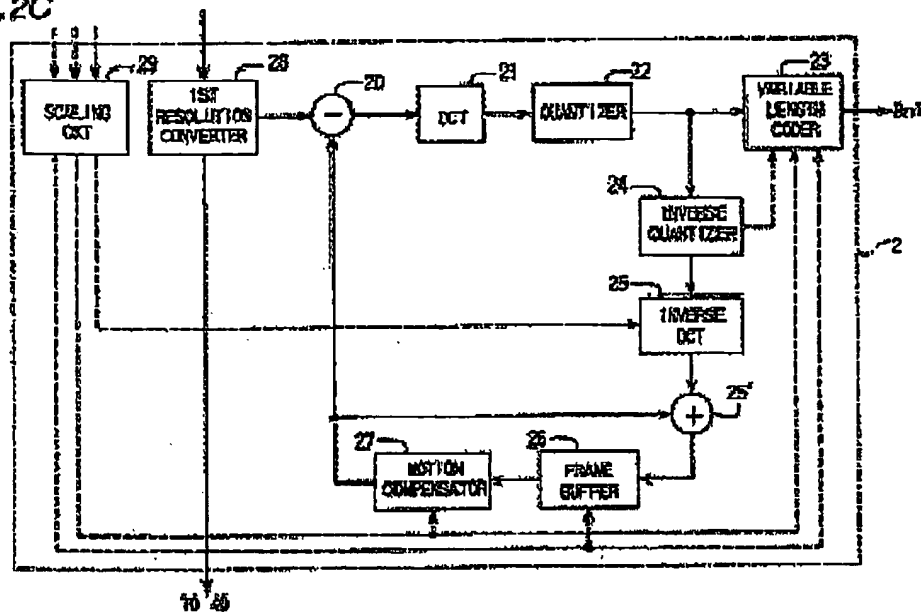 .2C
29
28
20
21
22
23
SCALING
CKT
1ST
RESOLUTION
CONVERTER
DCT
QUANTIZER
VARIABLE
LENGTH
CODER
24
INVERSE
QUANTIZER
2
25
INVERSE
DCT
25'
27
26
MOTION
COMPENSATOR
FRAME
BUFFER
TO